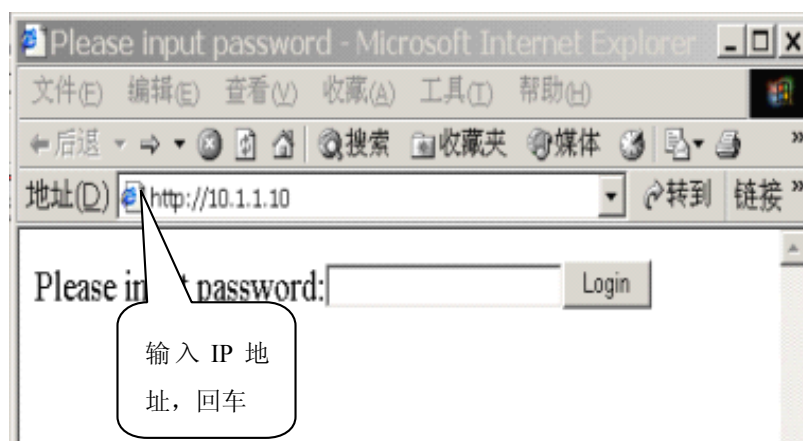 Please input password - Microsoft Internet Explorer
文件(F) 编辑(E) 查看(V) 收藏(A) 工具(T) 帮助(H)
后退 搜索 收藏夹 媒体 »
地址(D) http://10.1.1.10 转到 链接 »
Please input password: Login
输入 IP 地
址，回车